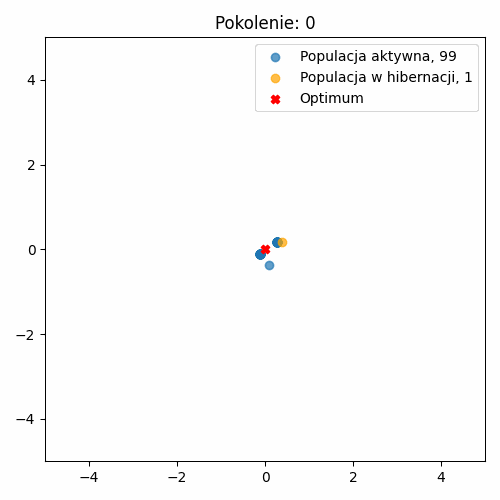 Pokolenie: 0
Populacja aktywna, 99
Populacja w hibernacji, 1
Optimum
4
2
0
−2
−4
−4
−2
0
2
4